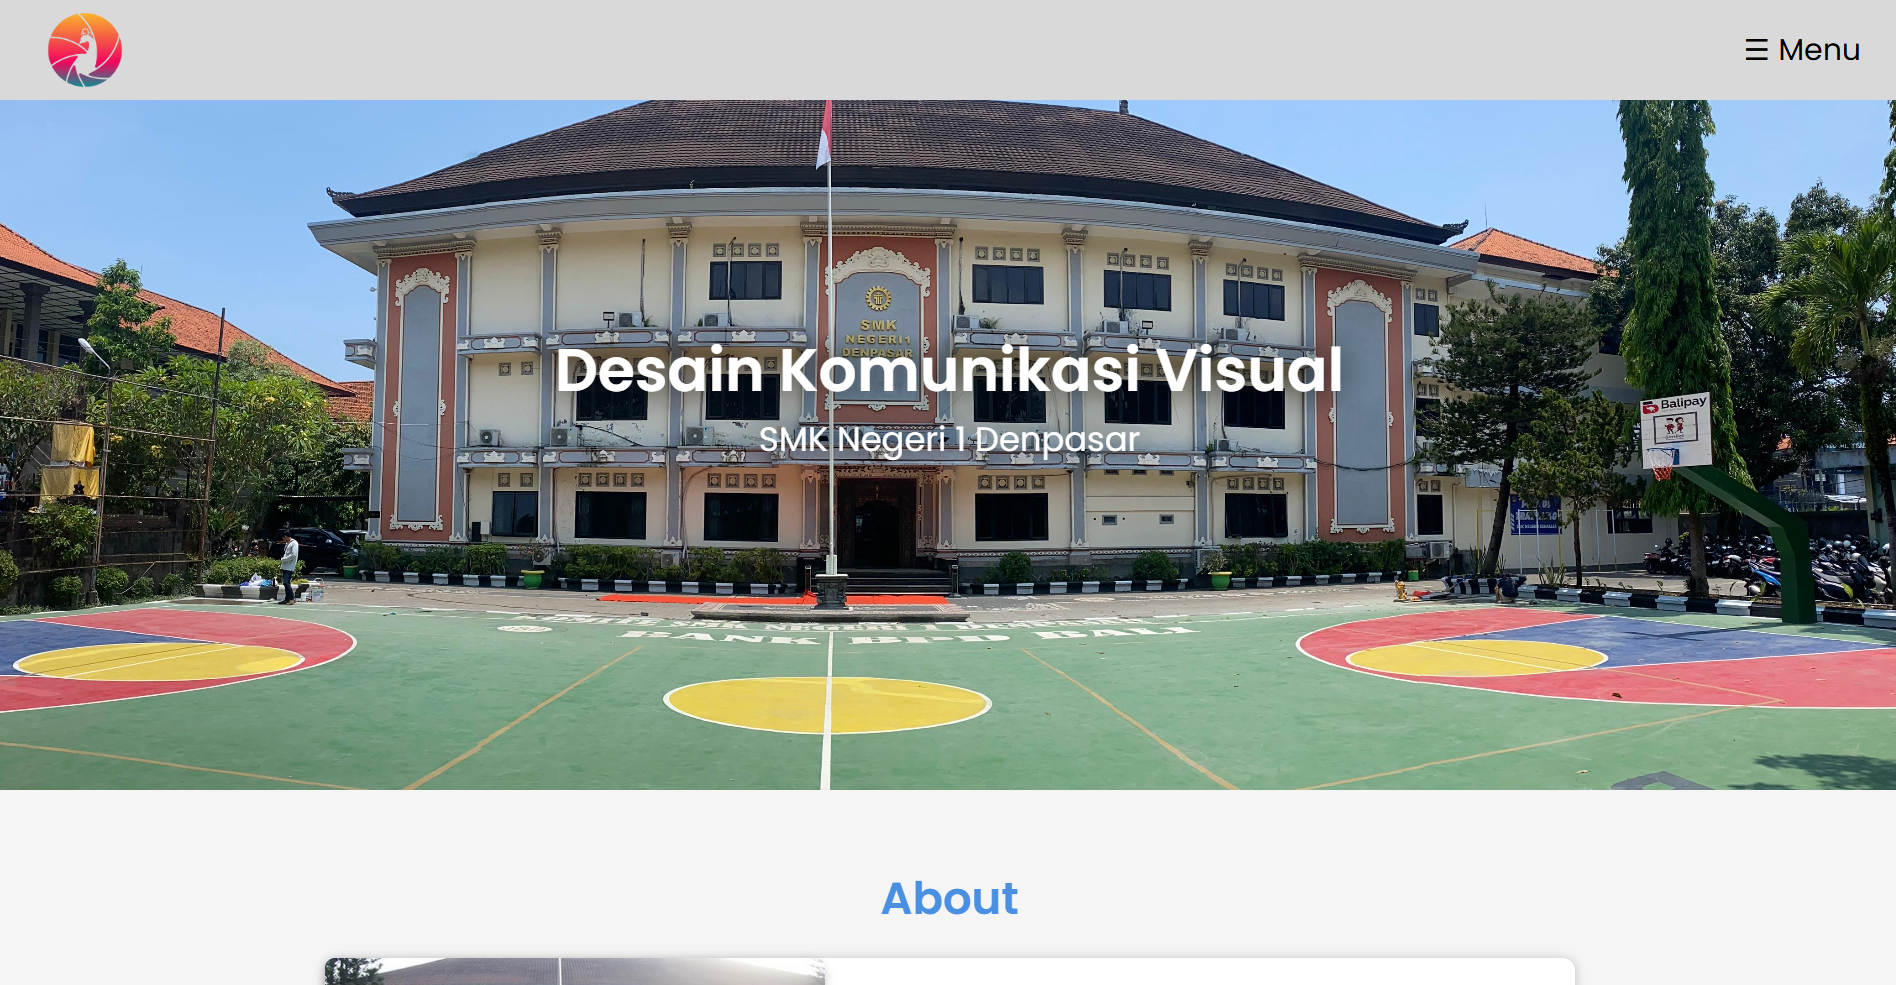 ☰ Menu
SMK
NEGERI 1
DENPASAR
Desain Komunikasi Visual
SMK Negeri 1 Denpasar
Balipay
BANK BPD BALI
About